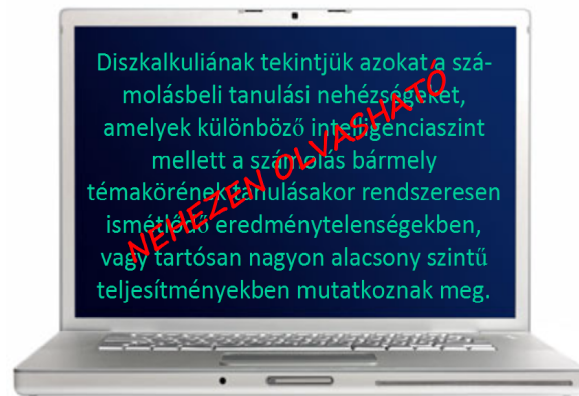 Diszkalkuliának tekintjük azokat a szá-
molásbeli tanulási nehézségeket,
amelyek különböző intelligenciaszint
mellett a számolás bármely
témakörének tanulásakor rendszeresen
ismétlődő eredménytelenségekben,
vagy tartósan nagyon alacsony szintű
teljesítményekben mutatkoznak meg.
NEHEZEN OLVASHATÓ